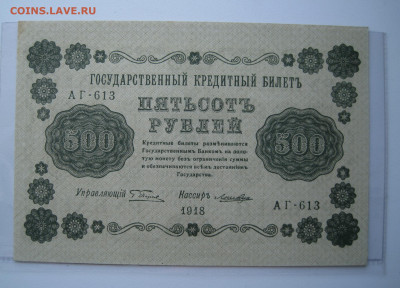 COINS.LAVE.RU
ГОСУДАРСТВЕННЫЙ КРЕДИТНЫЙ БИЛЕТЪ
АГ-613
ПЯТЬСОТЪ
РУБЛЕЙ
500
500
Кредитные билеты размѣниваются
Государственнымъ Банкомъ на золо-
тую монету безъ ограниченія суммы
и обезпечиваются всѣмъ достояніемъ
Государства.
Управляющій
Кассиръ
1918
АГ-613